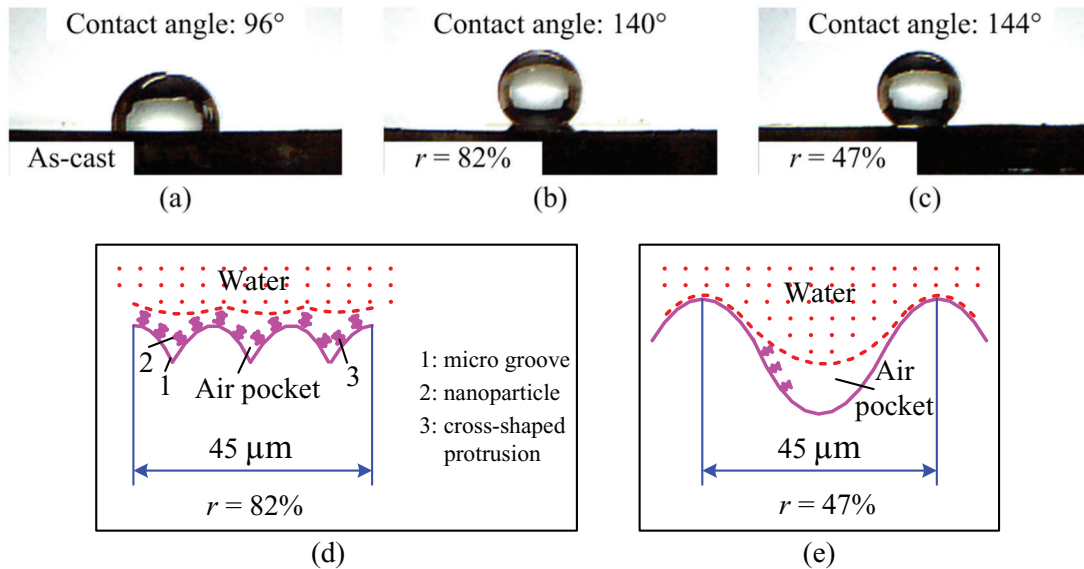 Contact angle: 96°
Contact angle: 140°
Contact angle: 144°
As-cast
r = 82%
r = 47%
(a)
(b)
(c)
Water
2
1
Air pocket
3
45 μm
r = 82%
1: micro groove
2: nanoparticle
3: cross-shaped
protrusion
Water
Air
pocket
45 μm
r = 47%
(d)
(e)